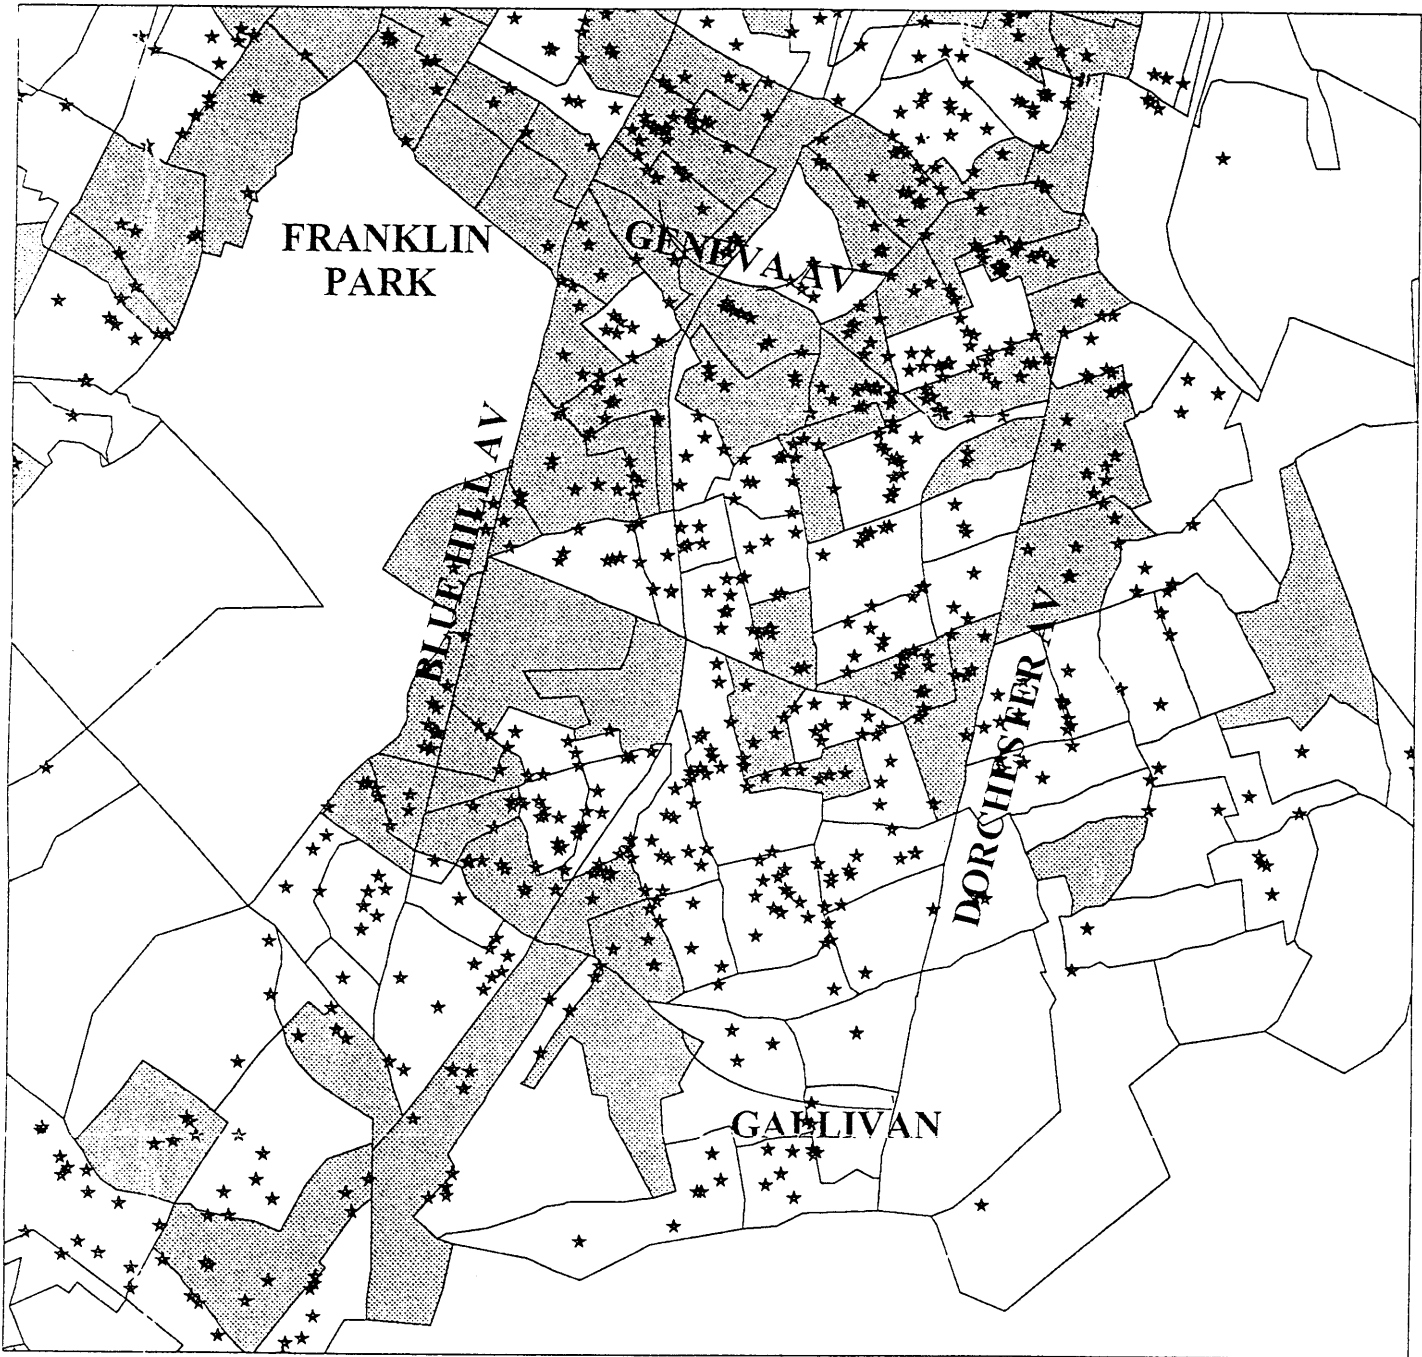 FRANKLIN
PARK
GENEVA AV
BLUE HILL AV
DORCHESTER AV
GALLIVAN